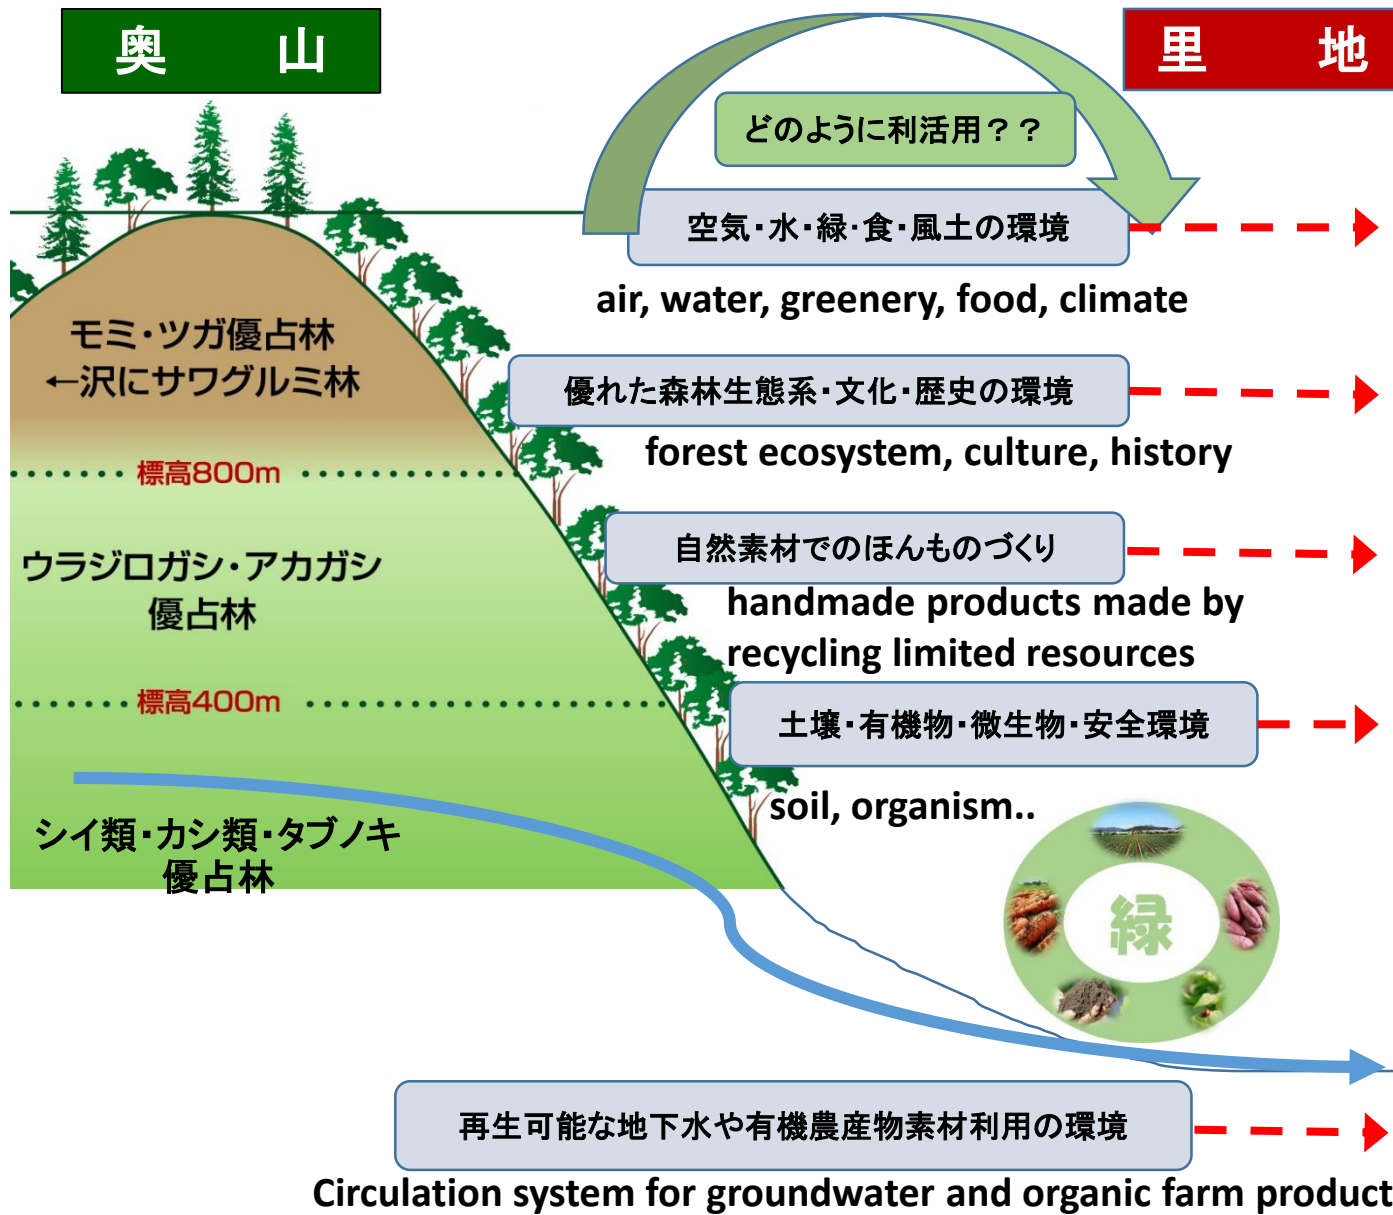 奥　山
里　地
どのように利活用？？
空気・水・緑・食・風土の環境
air, water, greenery, food, climate
モミ・ツガ優占林
←沢にサワグルミ林
優れた森林生態系・文化・歴史の環境
forest ecosystem, culture, history
標高800m
自然素材でのほんものづくり
ウラジロガシ・アカガシ
優占林
handmade products made by
recycling limited resources
標高400m
土壌・有機物・微生物・安全環境
soil, organism..
シイ類・カシ類・タブノキ
優占林
緑
再生可能な地下水や有機農産物素材利用の環境
Circulation system for groundwater and organic farm product